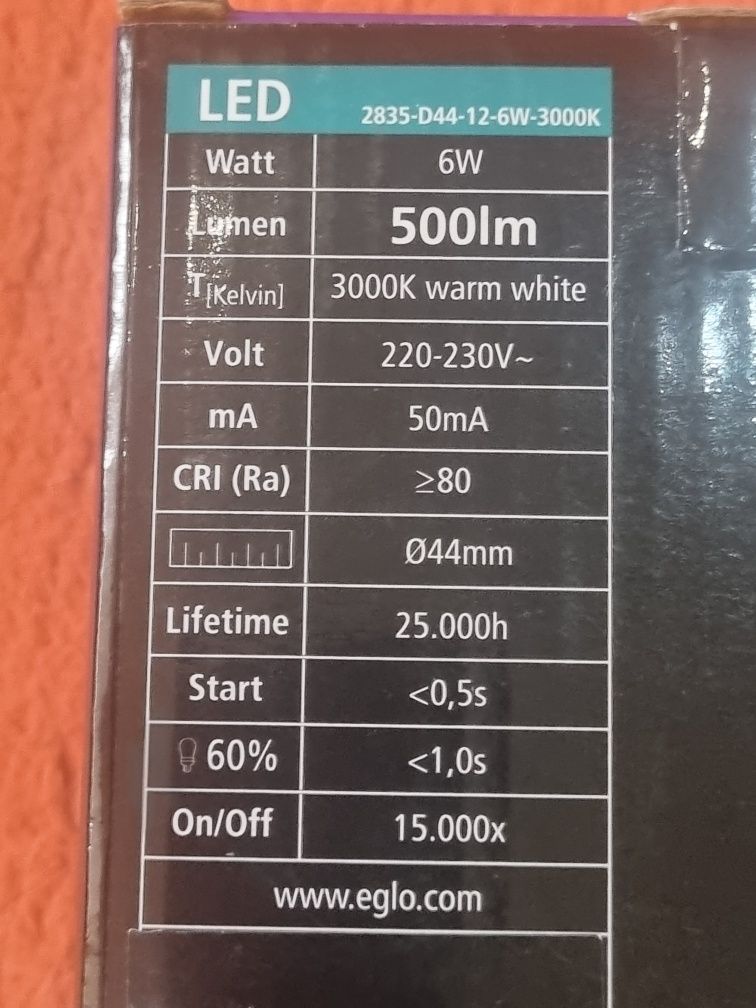 LED 2835-D44-12-6W-3000K
Watt 6W
Lumen 500lm
T[Kelvin] 3000K warm white
Volt 220-230V~
mA 50mA
CRI (Ra) ≥80
Ø44mm
Lifetime 25.000h
Start <0,5s
60% <1,0s
On/Off 15.000x
www.eglo.com